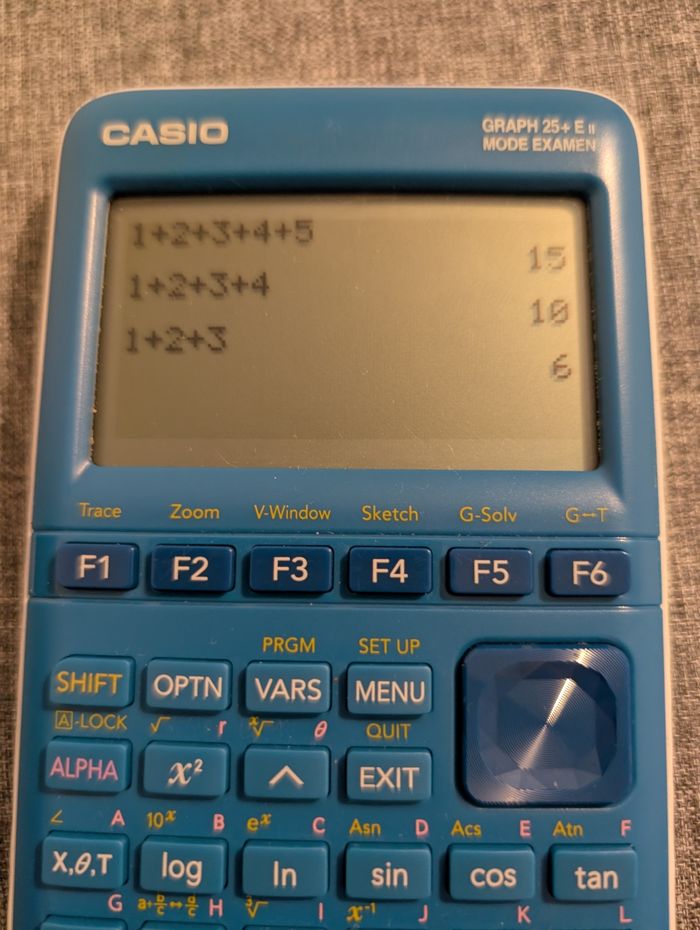 CASIO
GRAPH 25+ E II
MODE EXAMEN
1+2+3+4+5
15
1+2+3+4
10
1+2+3
6
Trace Zoom V-Window Sketch G-Solv G↔T
F1 F2 F3 F4 F5 F6
PRGM SET UP
SHIFT OPTN VARS MENU
A-LOCK √ r ˣ√ θ QUIT
ALPHA x² ^ EXIT
∠ A 10ˣ B eˣ C Asn D Acs E Atn F
X,θ,T log ln sin cos tan
G a+b/c↔d/c H ³√ I x⁻¹ J K L